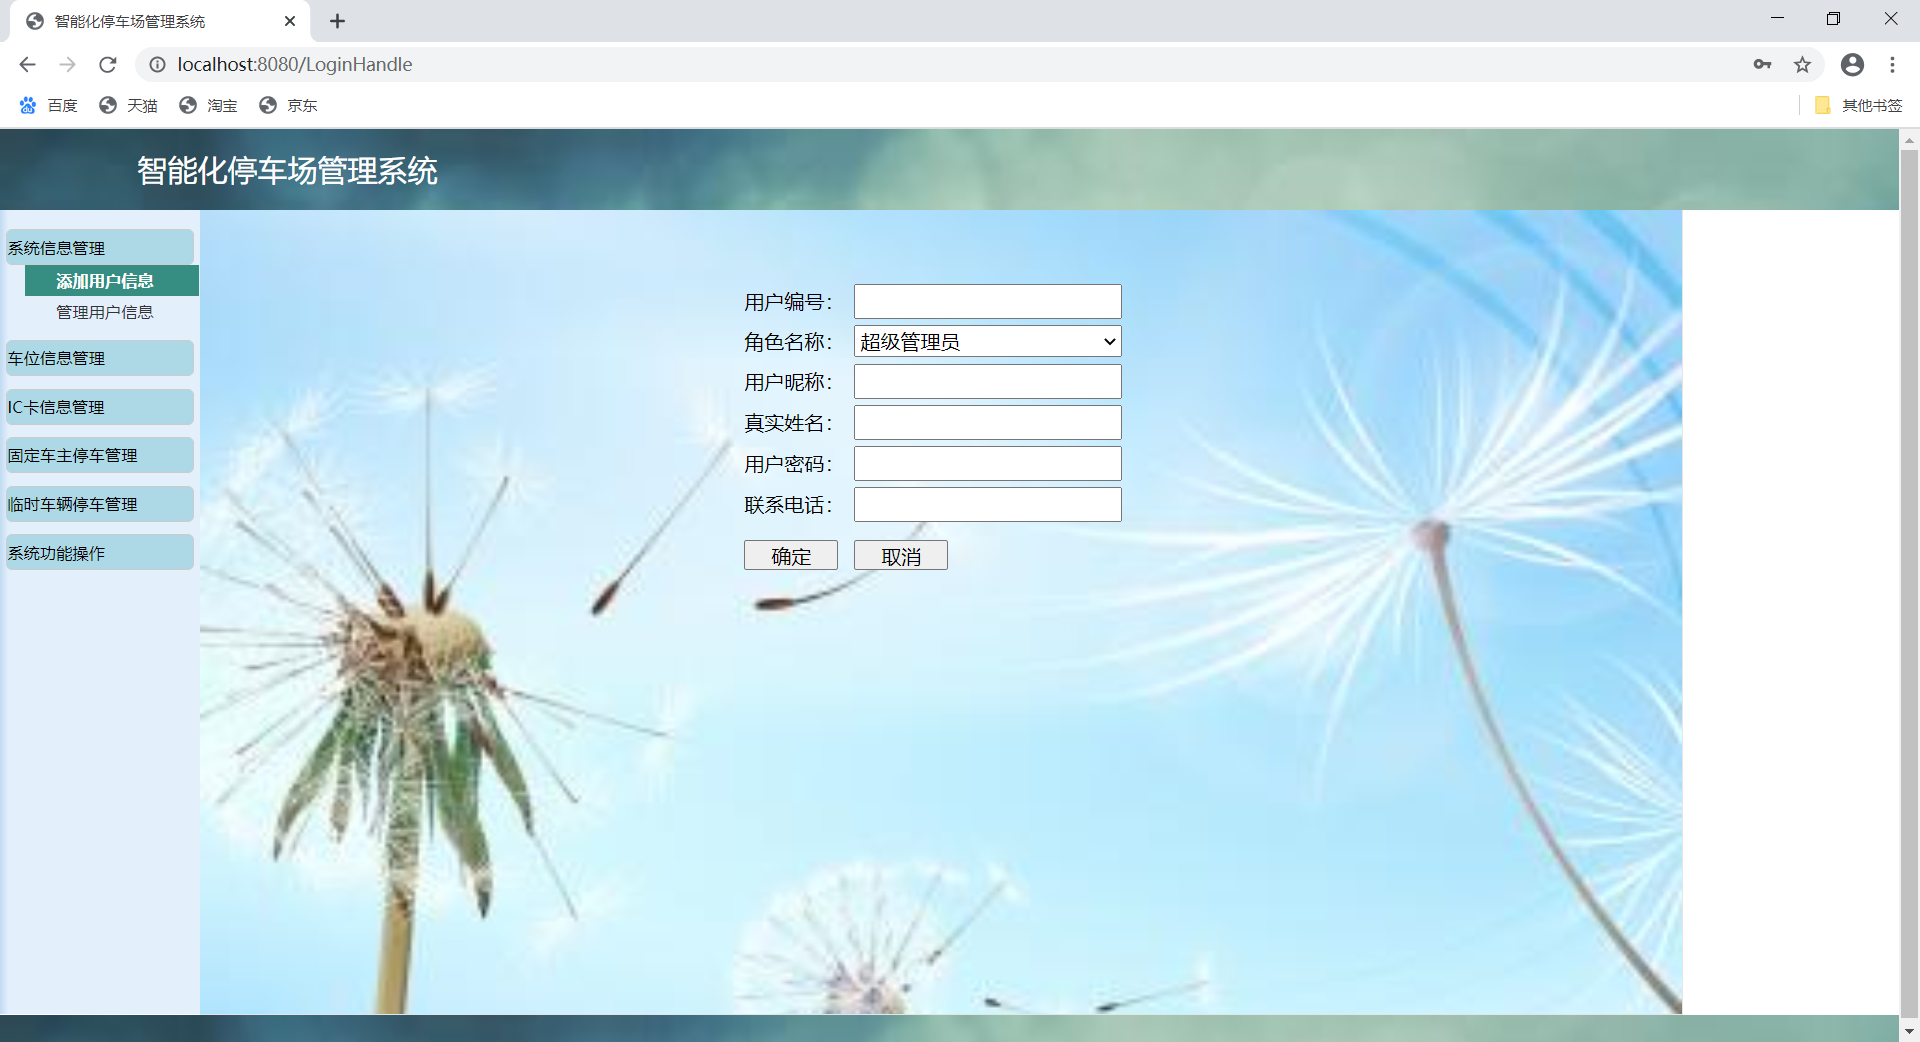 智能化停车场管理系统
localhost:8080/LoginHandle
百度 天猫 淘宝 京东 其他书签
智能化停车场管理系统
系统信息管理
添加用户信息
管理用户信息
车位信息管理
IC卡信息管理
固定车主停车管理
临时车辆停车管理
系统功能操作
用户编号：
角色名称： 超级管理员
用户昵称：
真实姓名：
用户密码：
联系电话：
确定 取消